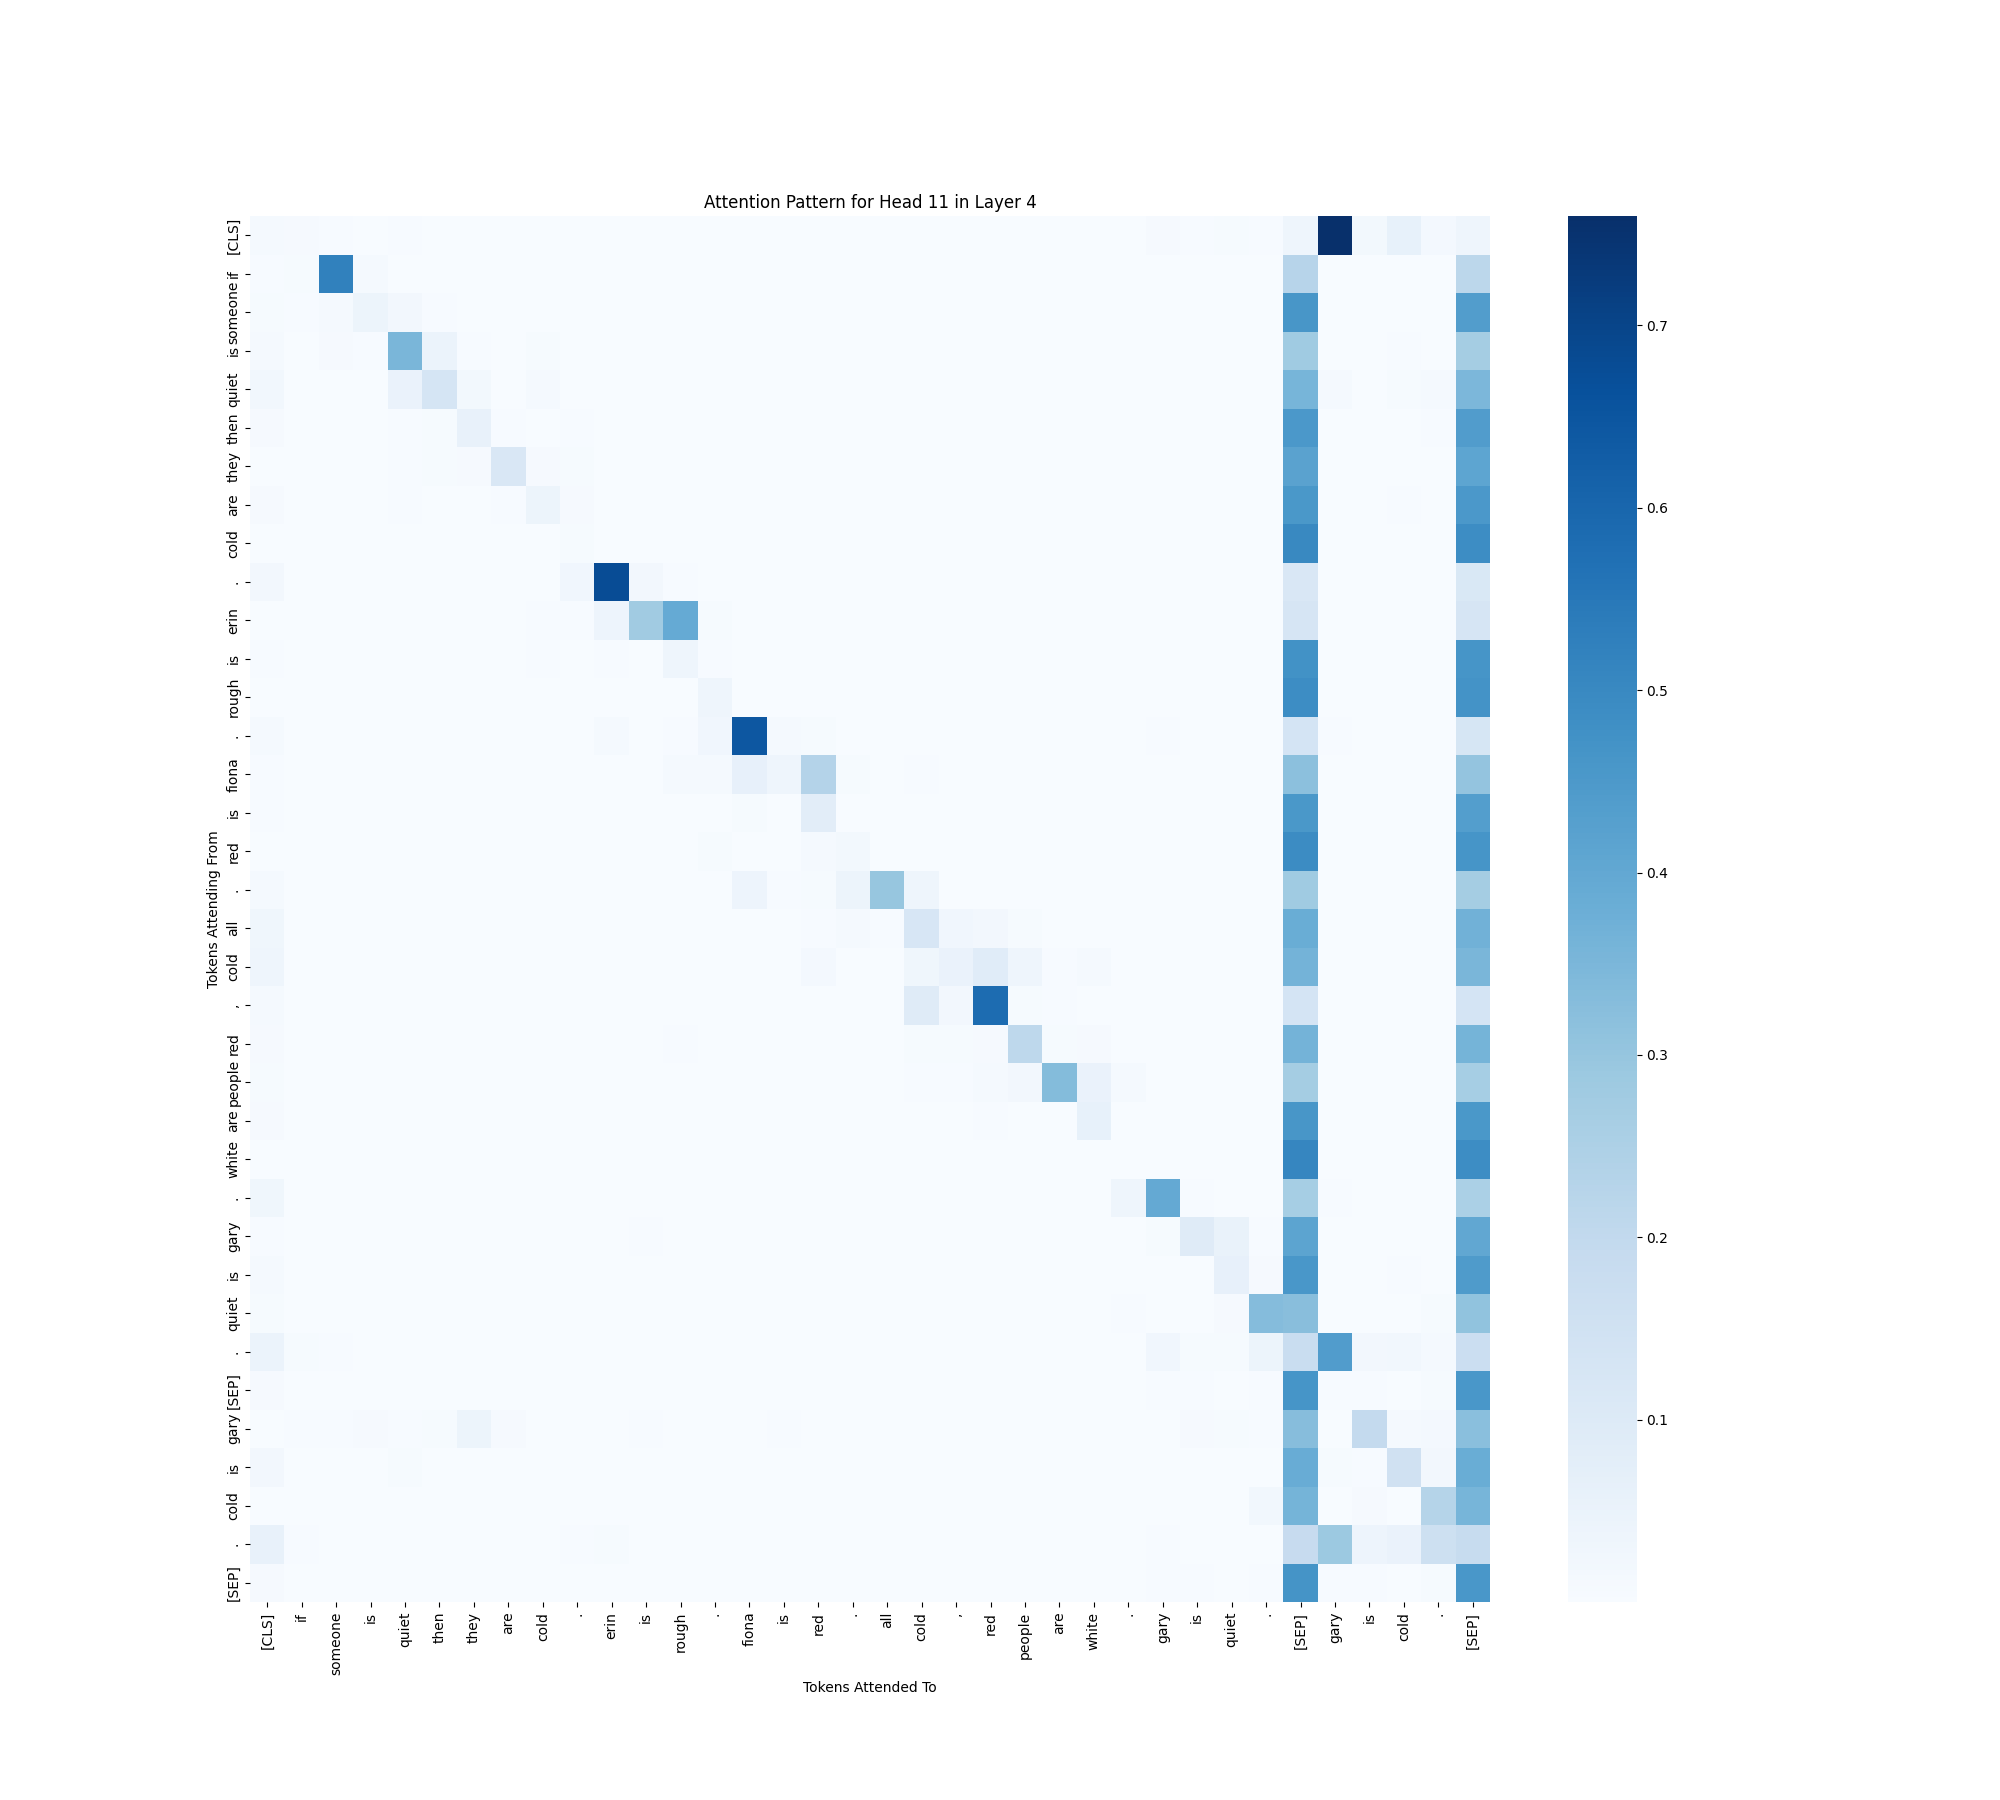 Attention Pattern for Head 11 in Layer 4
Tokens Attending From
[CLS]
if
someone
is
quiet
then
they
are
cold
.
erin
is
rough
.
fiona
is
red
.
all
cold
,
red
people
are
white
.
gary
is
quiet
.
[SEP]
gary
is
cold
.
[SEP]
[CLS] if someone is quiet then they are cold . erin is rough . fiona is red . all cold , red people are white . gary is quiet . [SEP] gary is cold . [SEP]
Tokens Attended To
0.7
0.6
0.5
0.4
0.3
0.2
0.1